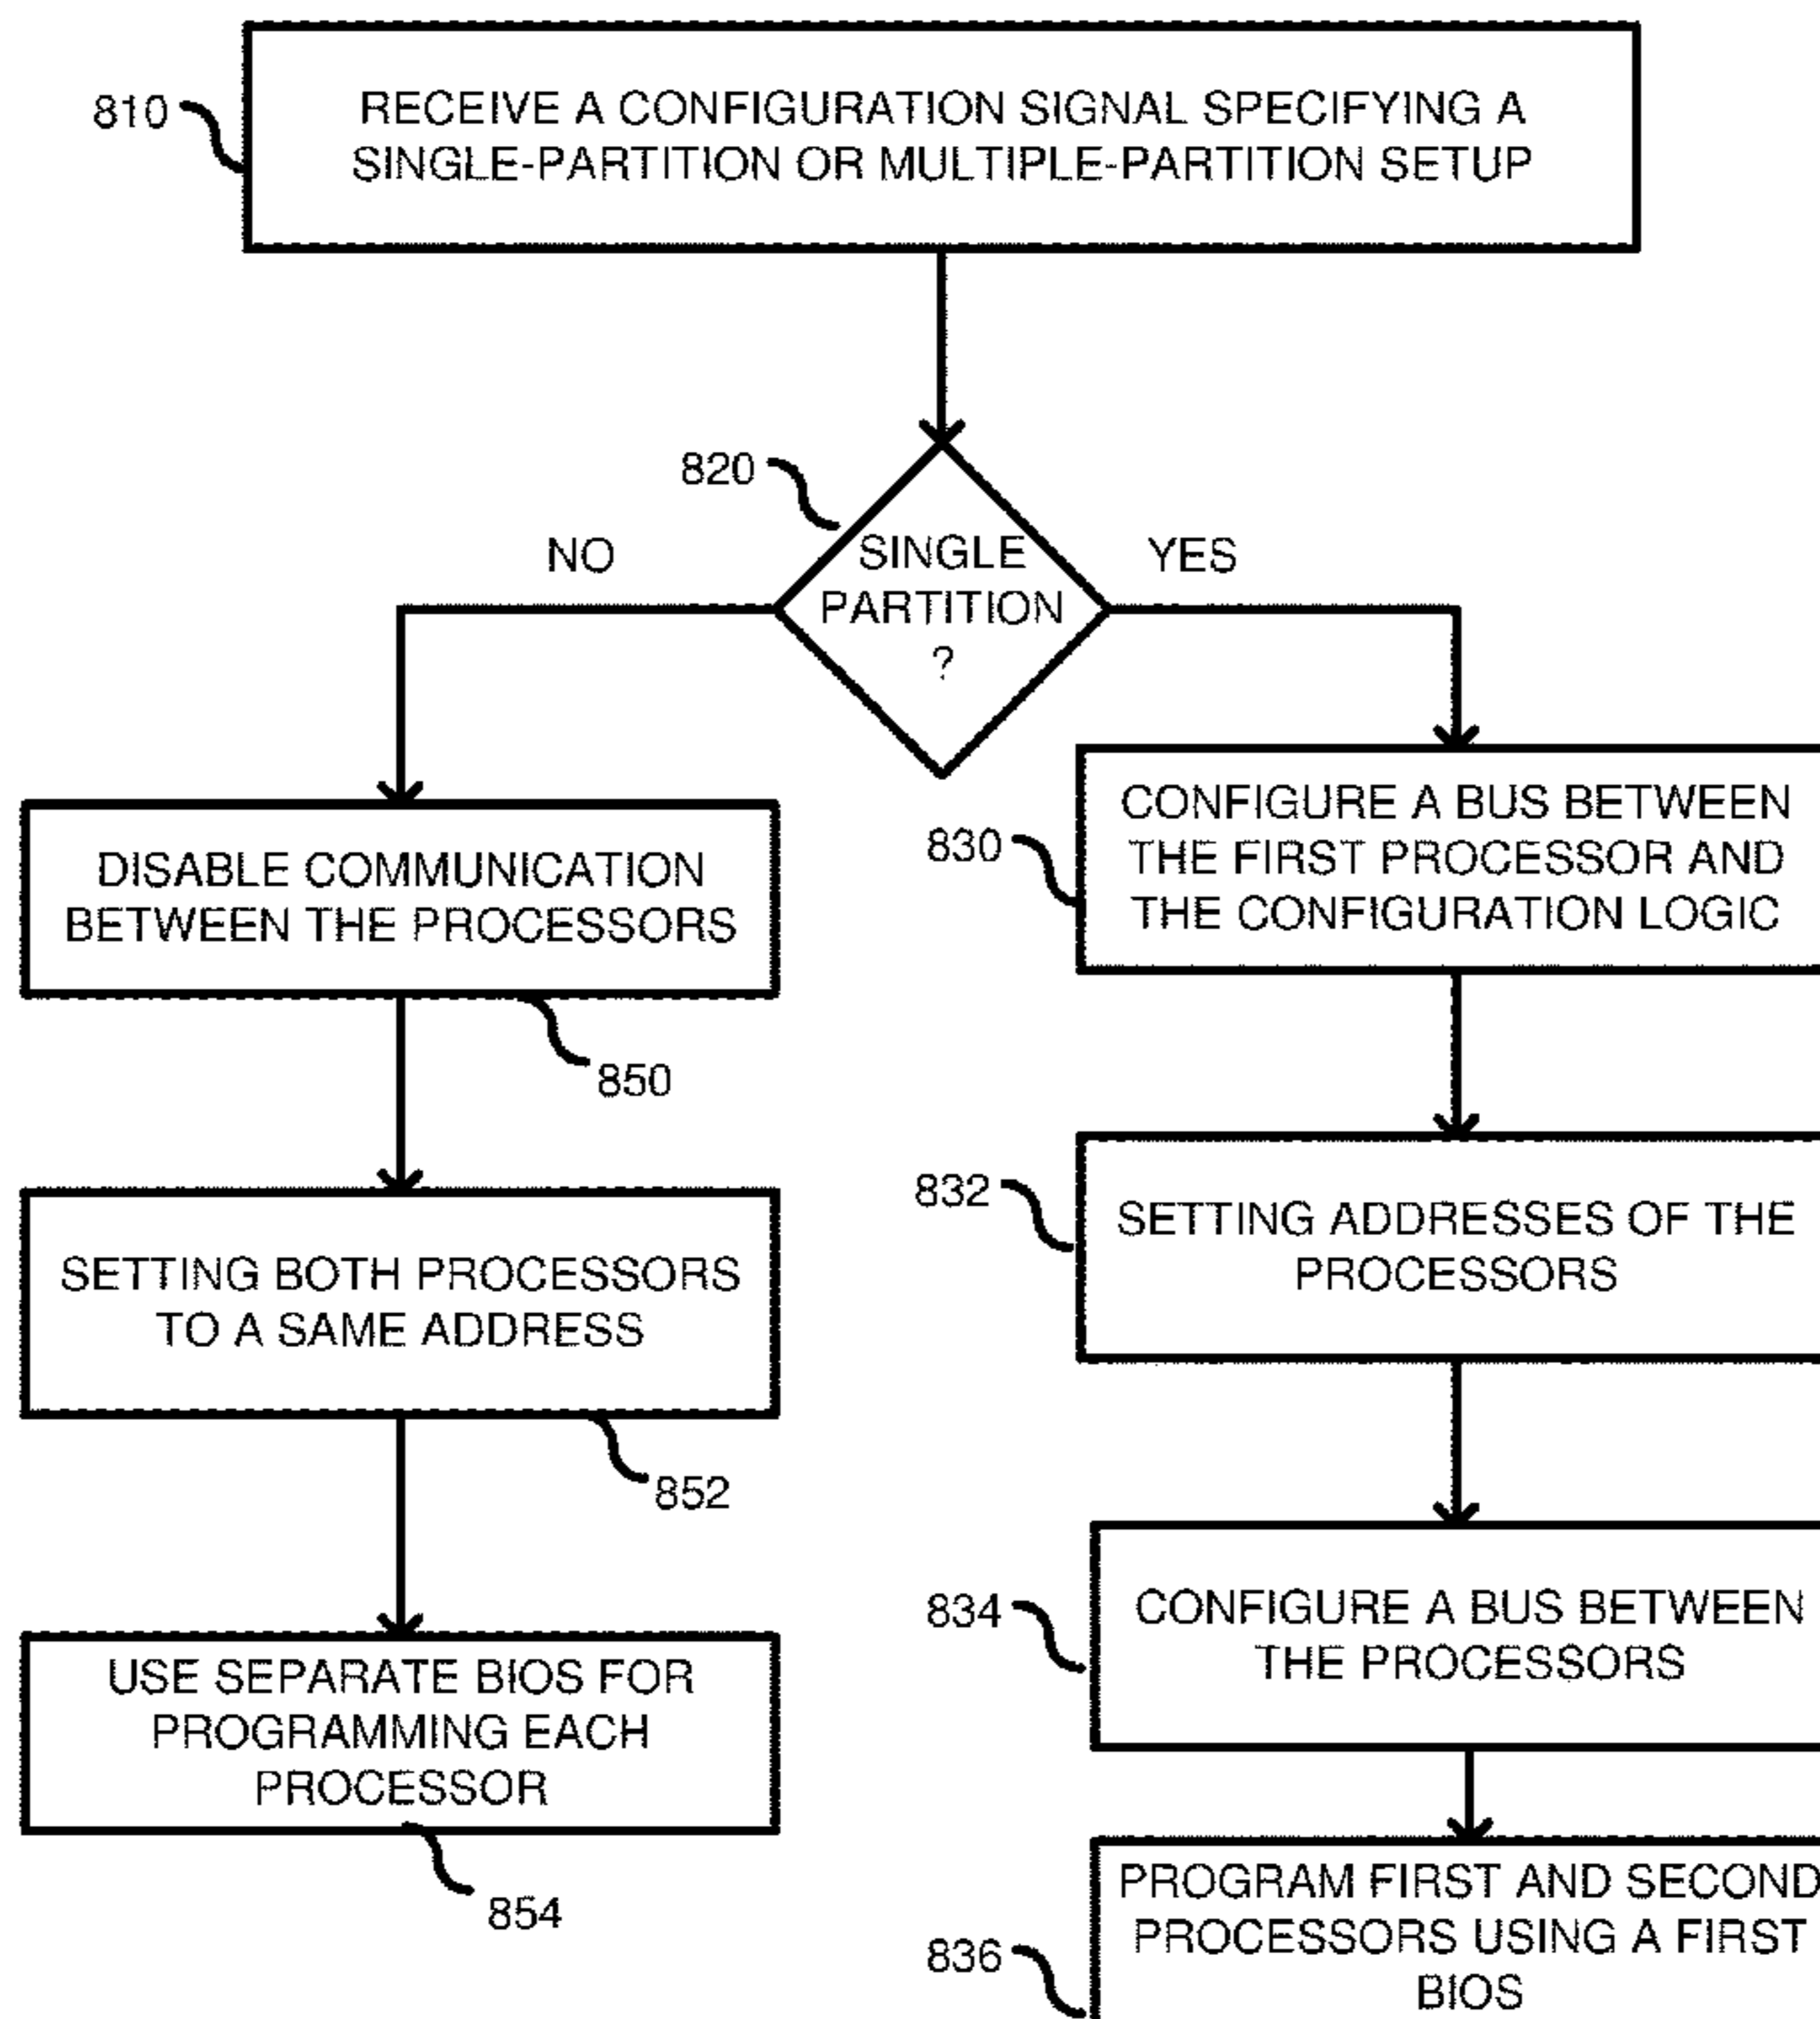 810
RECEIVE A CONFIGURATION SIGNAL SPECIFYING A
SINGLE-PARTITION OR MULTIPLE-PARTITION SETUP
820
SINGLE
PARTITION
?
NO
YES
DISABLE COMMUNICATION
BETWEEN THE PROCESSORS
850
SETTING BOTH PROCESSORS
TO A SAME ADDRESS
852
USE SEPARATE BIOS FOR
PROGRAMMING EACH
PROCESSOR
854
830
CONFIGURE A BUS BETWEEN
THE FIRST PROCESSOR AND
THE CONFIGURATION LOGIC
832
SETTING ADDRESSES OF THE
PROCESSORS
834
CONFIGURE A BUS BETWEEN
THE PROCESSORS
836
PROGRAM FIRST AND SECOND
PROCESSORS USING A FIRST
BIOS